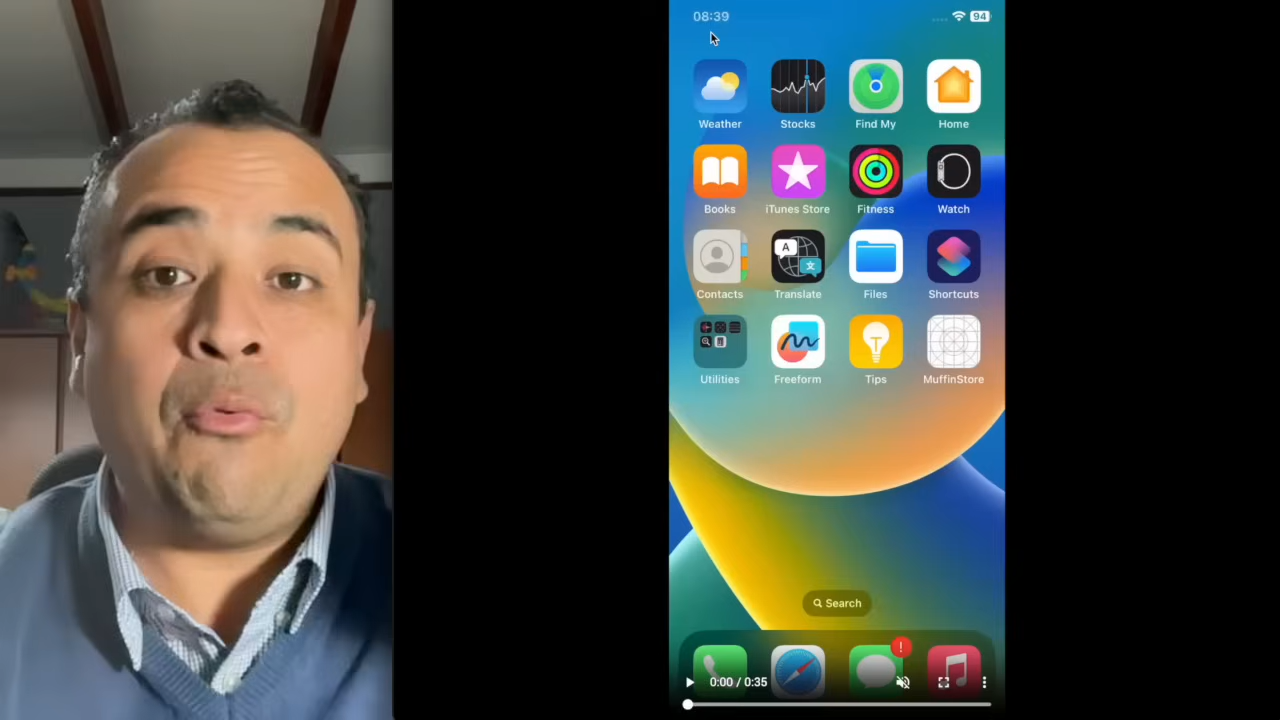 08:39
94
Weather Stocks Find My Home
Books iTunes Store Fitness Watch
A
文
Contacts Translate Files Shortcuts
Utilities Freeform Tips MuffinStore
Search
!
0:00 / 0:35